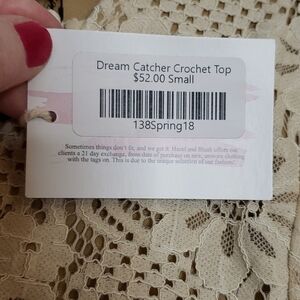 Dream Catcher Crochet Top
$52.00 Small
138Spring18
Sometimes things don't fit, and we get it. Hazel and Blush offers our
clients a 21 day exchange, from date of purchase on new, unworn clothing
with the tags on. This is due to the unique selection of our fashions.